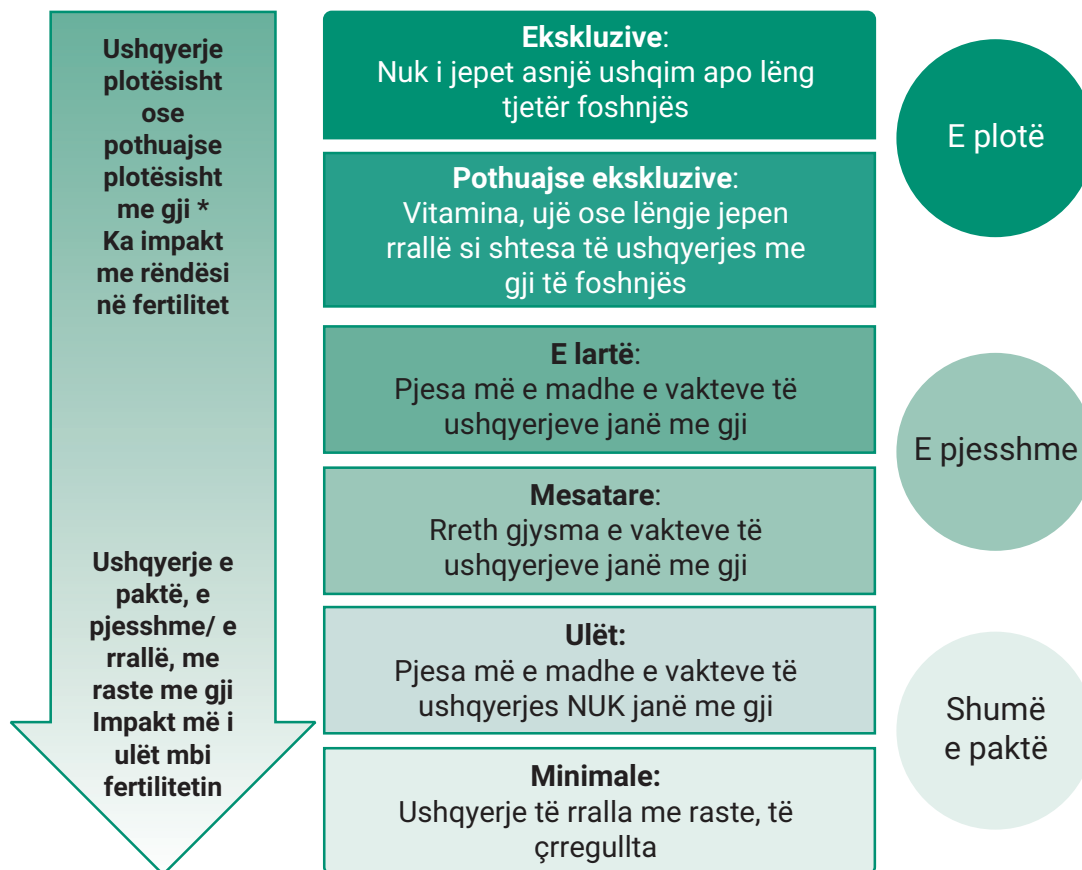 Ushqyerje
plotësisht
ose
pothuajse
plotësisht
me gji *
Ka impakt
me rëndësi
në fertilitet
Ushqyerje e
paktë, e
pjesshme/ e
rrallë, me
raste me gji
Impakt më i
ulët mbi
fertilitetin
Ekskluzive:
Nuk i jepet asnjë ushqim apo lëng
tjetër foshnjës
Pothuajse ekskluzive:
Vitamina, ujë ose lëngje jepen
rrallë si shtesa të ushqyerjes me
gji të foshnjës
E plotë
E lartë:
Pjesa më e madhe e vakteve të
ushqyerjeve janë me gji
Mesatare:
Rreth gjysma e vakteve të
ushqyerjeve janë me gji
E pjesshme
Ulët:
Pjesa më e madhe e vakteve të
ushqyerjes NUK janë me gji
Minimale:
Ushqyerje të rralla me raste, të
çrregullta
Shumë
e paktë